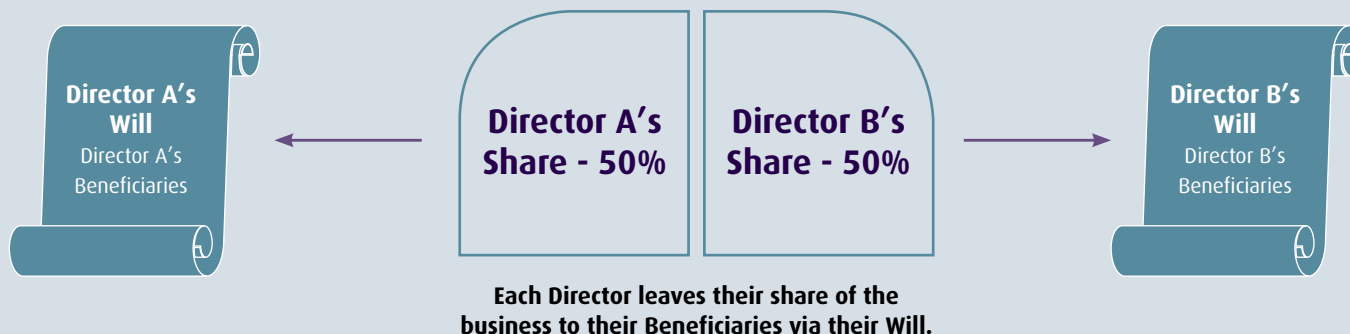 Director A's
Will
Director A's
Beneficiaries
Director A's
Share - 50%
Director B's
Share - 50%
Director B's
Will
Director B's
Beneficiaries
Each Director leaves their share of the
business to their Beneficiaries via their Will.